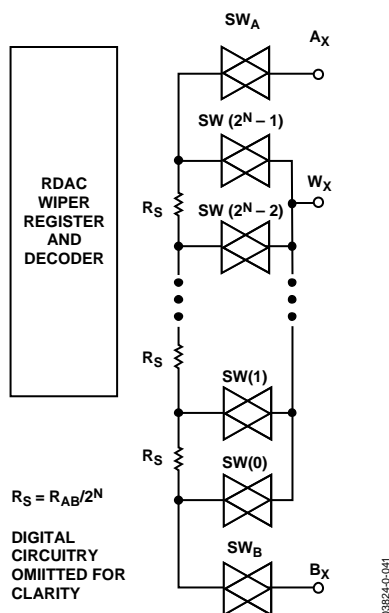 SWA
AX
SW (2N – 1)
RDAC
WIPER
REGISTER
AND
DECODER
RS
WX
SW (2N – 2)
RS
SW(1)
RS
SW(0)
RS = RAB/2N
DIGITAL
CIRCUITRY
OMIITTED FOR
CLARITY
SWB
BX
03824-0-041